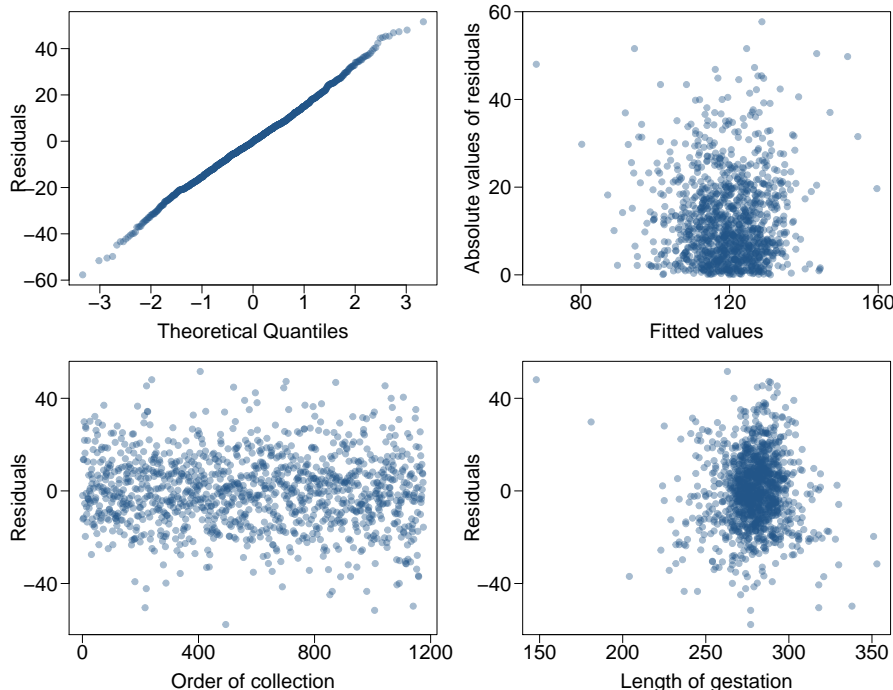 Residuals
40
20
0
−20
−40
−60
−3 −2 −1 0 1 2 3
Theoretical Quantiles
Absolute values of residuals
60
40
20
0
80 120 160
Fitted values
Residuals
40
0
−40
0 400 800 1200
Order of collection
Residuals
40
0
−40
150 200 250 300 350
Length of gestation